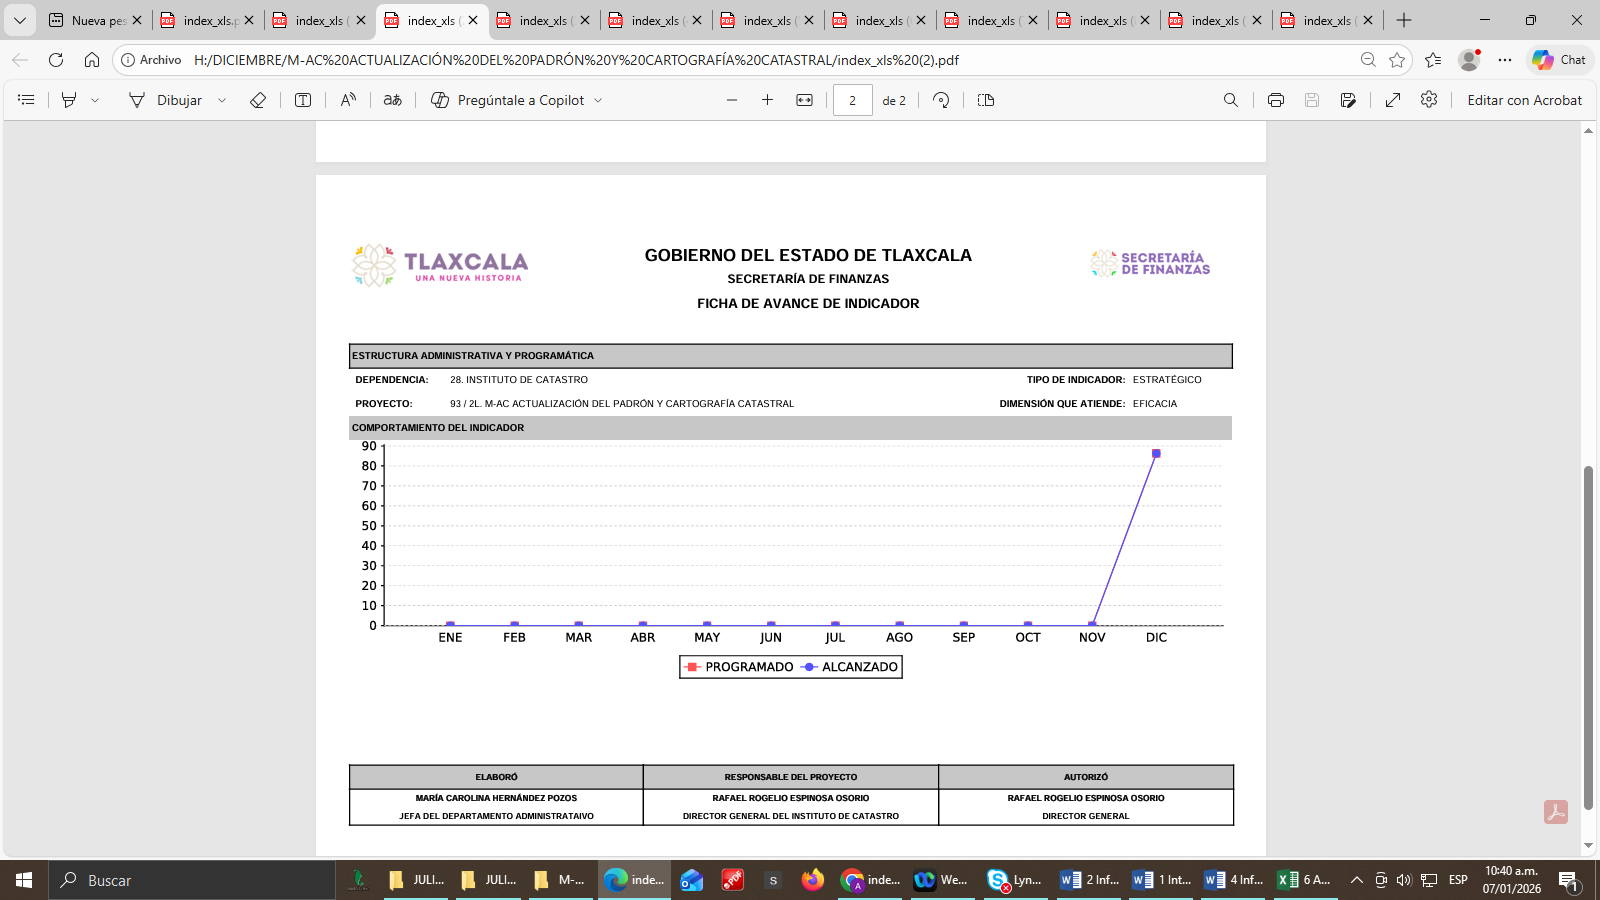 Nueva pes
index_xls.p
index_xls (
index_xls (
index_xls (
index_xls (
index_xls (
index_xls (
index_xls (
index_xls (
index_xls (
index_xls (
Archivo
H:/DICIEMBRE/M-AC%20ACTUALIZACIÓN%20DEL%20PADRÓN%20Y%20CARTOGRAFÍA%20CATASTRAL/index_xls%20(2).pdf
Chat
Dibujar
Pregúntale a Copilot
2
de 2
Editar con Acrobat
TLAXCALA
UNA NUEVA HISTORIA
GOBIERNO DEL ESTADO DE TLAXCALA
SECRETARÍA DE FINANZAS
FICHA DE AVANCE DE INDICADOR
SECRETARÍA
DE FINANZAS
ESTRUCTURA ADMINISTRATIVA Y PROGRAMÁTICA
DEPENDENCIA: 28. INSTITUTO DE CATASTRO TIPO DE INDICADOR: ESTRATÉGICO
PROYECTO: 93 / 2L. M-AC ACTUALIZACIÓN DEL PADRÓN Y CARTOGRAFÍA CATASTRAL DIMENSIÓN QUE ATIENDE: EFICACIA
COMPORTAMIENTO DEL INDICADOR
90
80
70
60
50
40
30
20
10
0
ENE FEB MAR ABR MAY JUN JUL AGO SEP OCT NOV DIC
PROGRAMADO ALCANZADO
ELABORÓ RESPONSABLE DEL PROYECTO AUTORIZÓ
MARÍA CAROLINA HERNÁNDEZ POZOS RAFAEL ROGELIO ESPINOSA OSORIO RAFAEL ROGELIO ESPINOSA OSORIO
JEFA DEL DEPARTAMENTO ADMINISTRATAIVO DIRECTOR GENERAL DEL INSTITUTO DE CATASTRO DIRECTOR GENERAL
Buscar
JULI...
JULI...
M-...
inde...
inde...
We...
Lyn...
2 Inf...
1 Int...
4 Inf...
6 A...
ESP
10:40 a.m.
07/01/2026
1